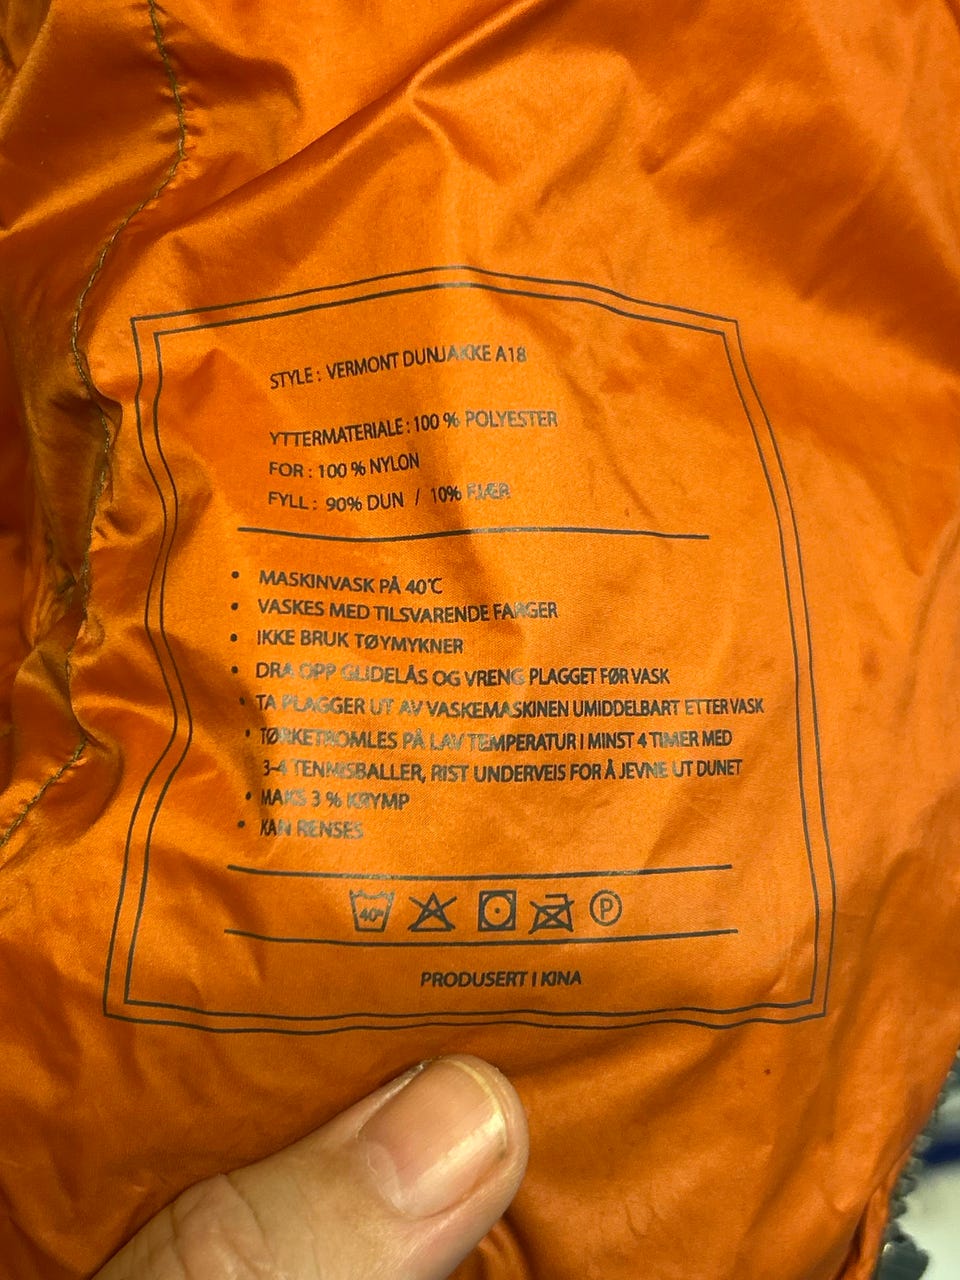 STYLE : VERMONT DUNJAKKE A18
YTTERMATERIALE : 100 % POLYESTER
FOR : 100 % NYLON
FYLL : 90% DUN / 10% FJÆR
• MASKINVASK PÅ 40℃
• VASKES MED TILSVARENDE FARGER
• IKKE BRUK TØYMYKNER
• DRA OPP GLIDELÅS OG VRENG PLAGGET FØR VASK
• TA PLAGGER UT AV VASKEMASKINEN UMIDDELBART ETTER VASK
• TØRKETROMLES PÅ LAV TEMPERATUR I MINST 4 TIMER MED
3-4 TENNISBALLER, RIST UNDERVEIS FOR Å JEVNE UT DUNET
• MAKS 3 % KRYMP
• KAN RENSES
40° P
PRODUSERT I KINA